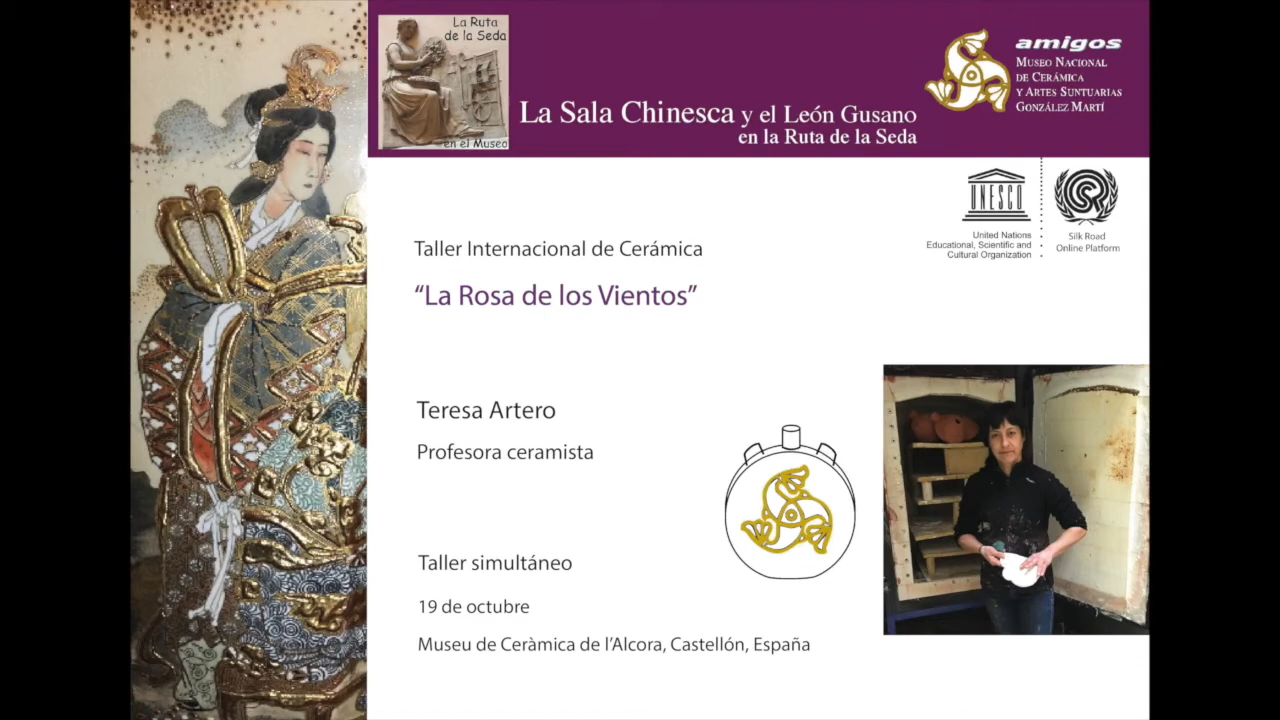 La Ruta
de la Seda
en el Museo
La Sala Chinesca y el León Gusano
en la Ruta de la Seda
amigos
MUSEO NACIONAL
DE CERÁMICA
Y ARTES SUNTUARIAS
GONZÁLEZ MARTÍ
UNESCO
United Nations
Educational, Scientific and
Cultural Organization
Silk Road
Online Platform
Taller Internacional de Cerámica
“La Rosa de los Vientos”
Teresa Artero
Profesora ceramista
Taller simultáneo
19 de octubre
Museu de Ceràmica de l’Alcora, Castellón, España